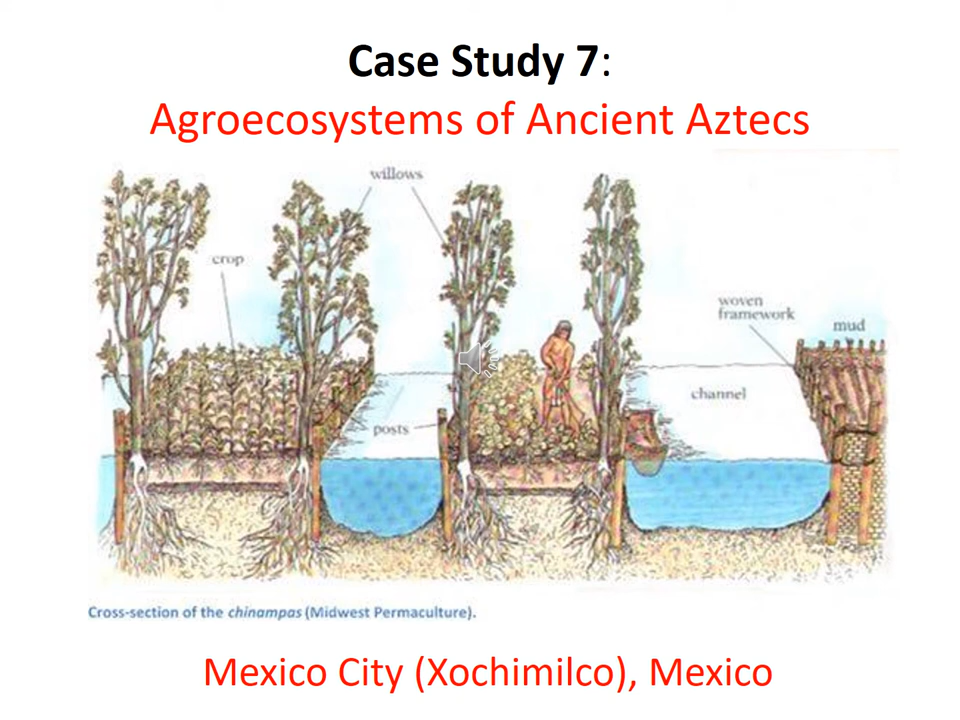 Case Study 7:
Agroecosystems of Ancient Aztecs
willows
crop
woven
framework
mud
channel
posts
Cross-section of the chinampas (Midwest Permaculture).
Mexico City (Xochimilco), Mexico